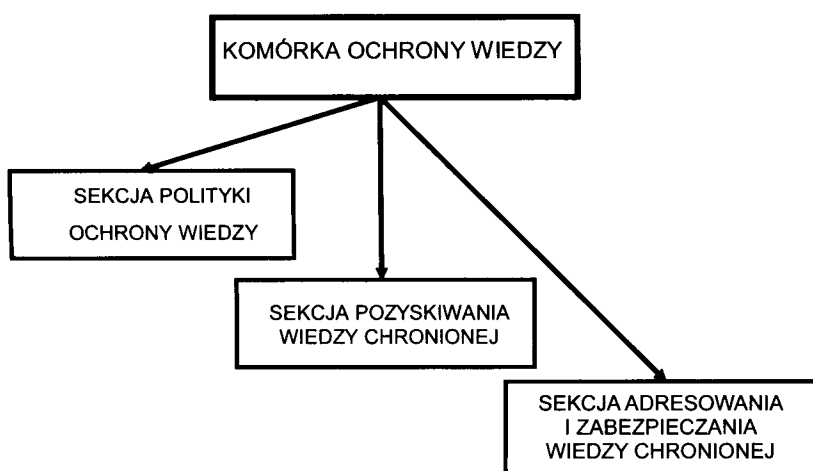 KOMÓRKA OCHRONY WIEDZY
SEKCJA POLITYKI
OCHRONY WIEDZY
SEKCJA POZYSKIWANIA
WIEDZY CHRONIONEJ
SEKCJA ADRESOWANIA
I ZABEZPIECZANIA
WIEDZY CHRONIONEJ